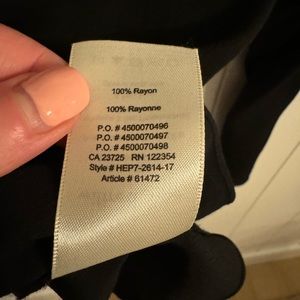 100% Rayon
100% Rayonne
P.O. # 4500070496
P.O. # 4500070497
P.O. # 4500070498
CA 23725 RN 122354
Style # HEP7-2614-17
Article # 61472